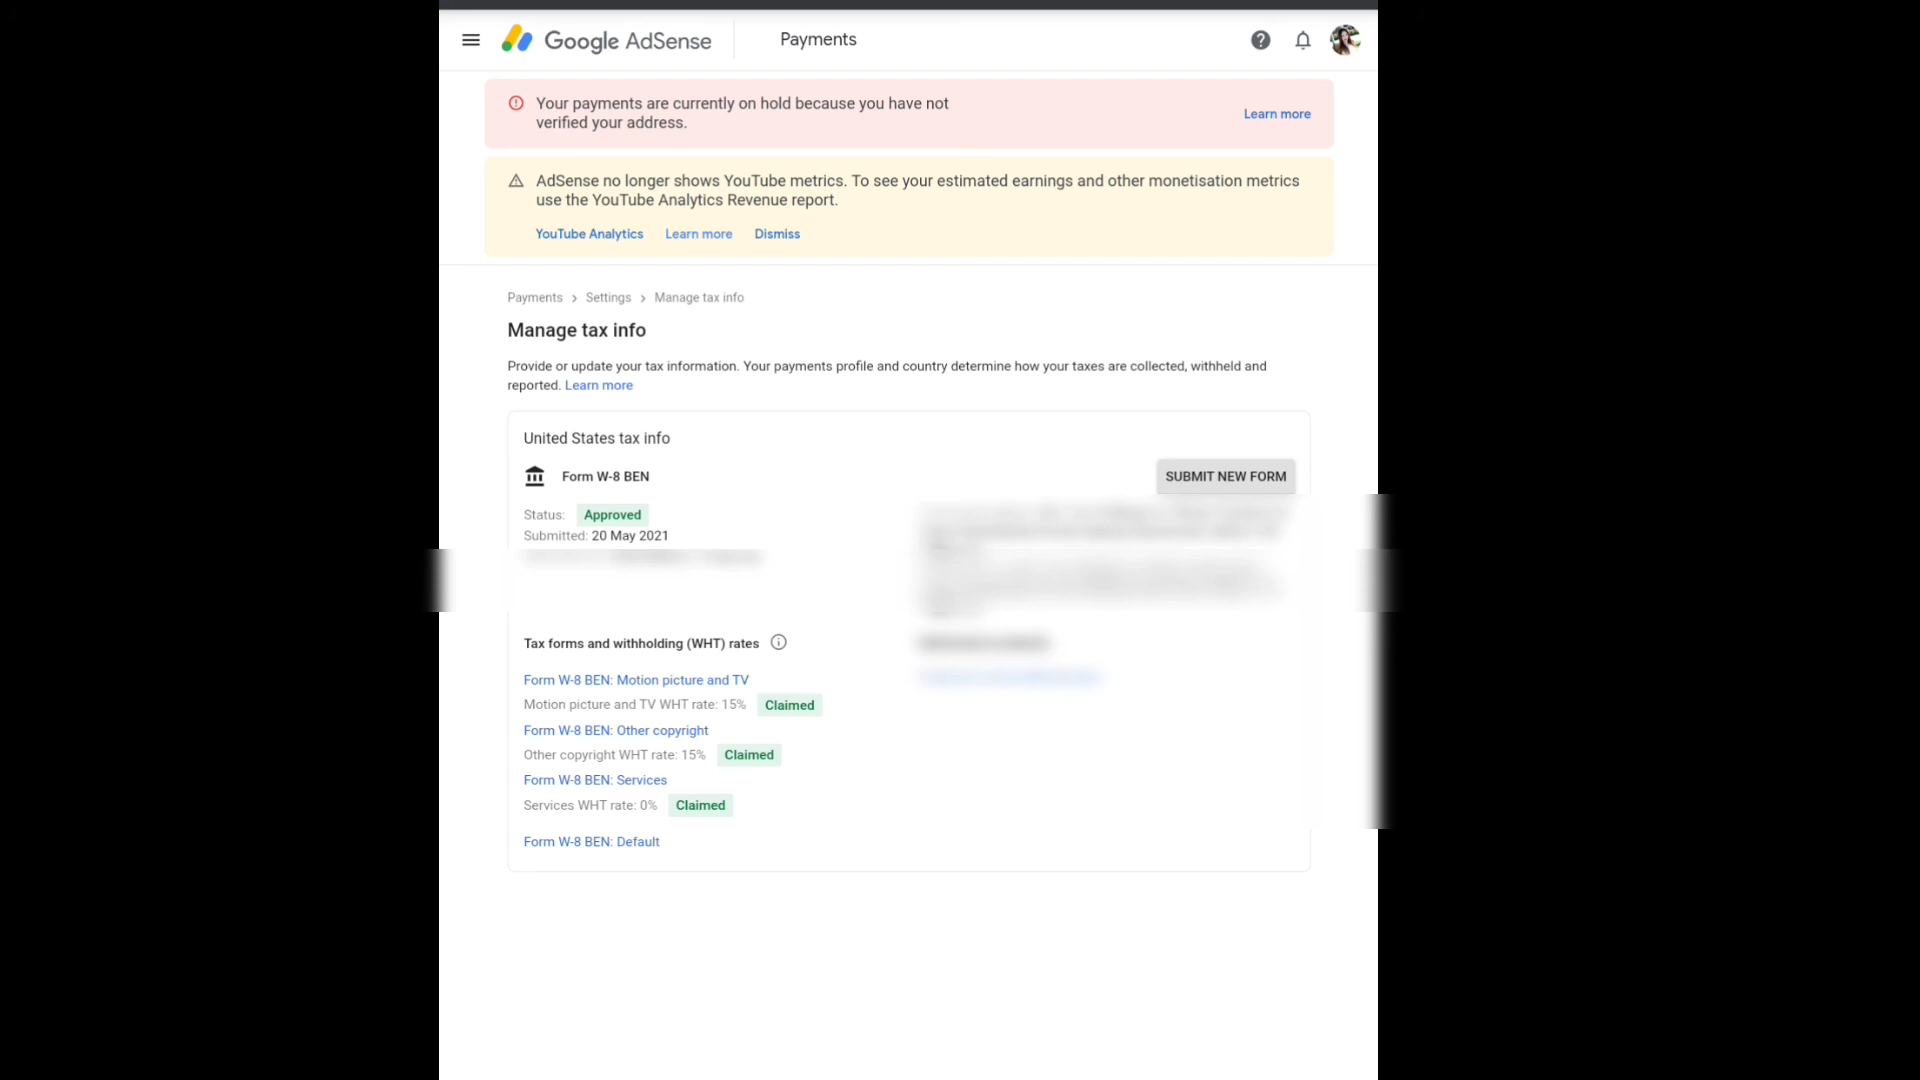 Google AdSense
Payments
Your payments are currently on hold because you have not
verified your address.
Learn more
AdSense no longer shows YouTube metrics. To see your estimated earnings and other monetisation metrics
use the YouTube Analytics Revenue report.
YouTube Analytics Learn more Dismiss
Payments > Settings > Manage tax info
Manage tax info
Provide or update your tax information. Your payments profile and country determine how your taxes are collected, withheld and
reported. Learn more
United States tax info
Form W-8 BEN
SUBMIT NEW FORM
Status: Approved
Submitted: 20 May 2021
Tax forms and withholding (WHT) rates
Form W-8 BEN: Motion picture and TV
Motion picture and TV WHT rate: 15% Claimed
Form W-8 BEN: Other copyright
Other copyright WHT rate: 15% Claimed
Form W-8 BEN: Services
Services WHT rate: 0% Claimed
Form W-8 BEN: Default